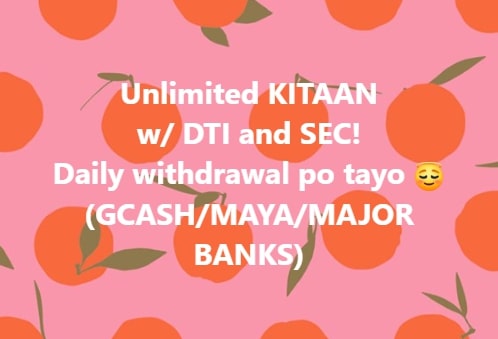 Unlimited KITAAN
w/ DTI and SEC!
Daily withdrawal po tayo 😇
(GCASH/MAYA/MAJOR
BANKS)